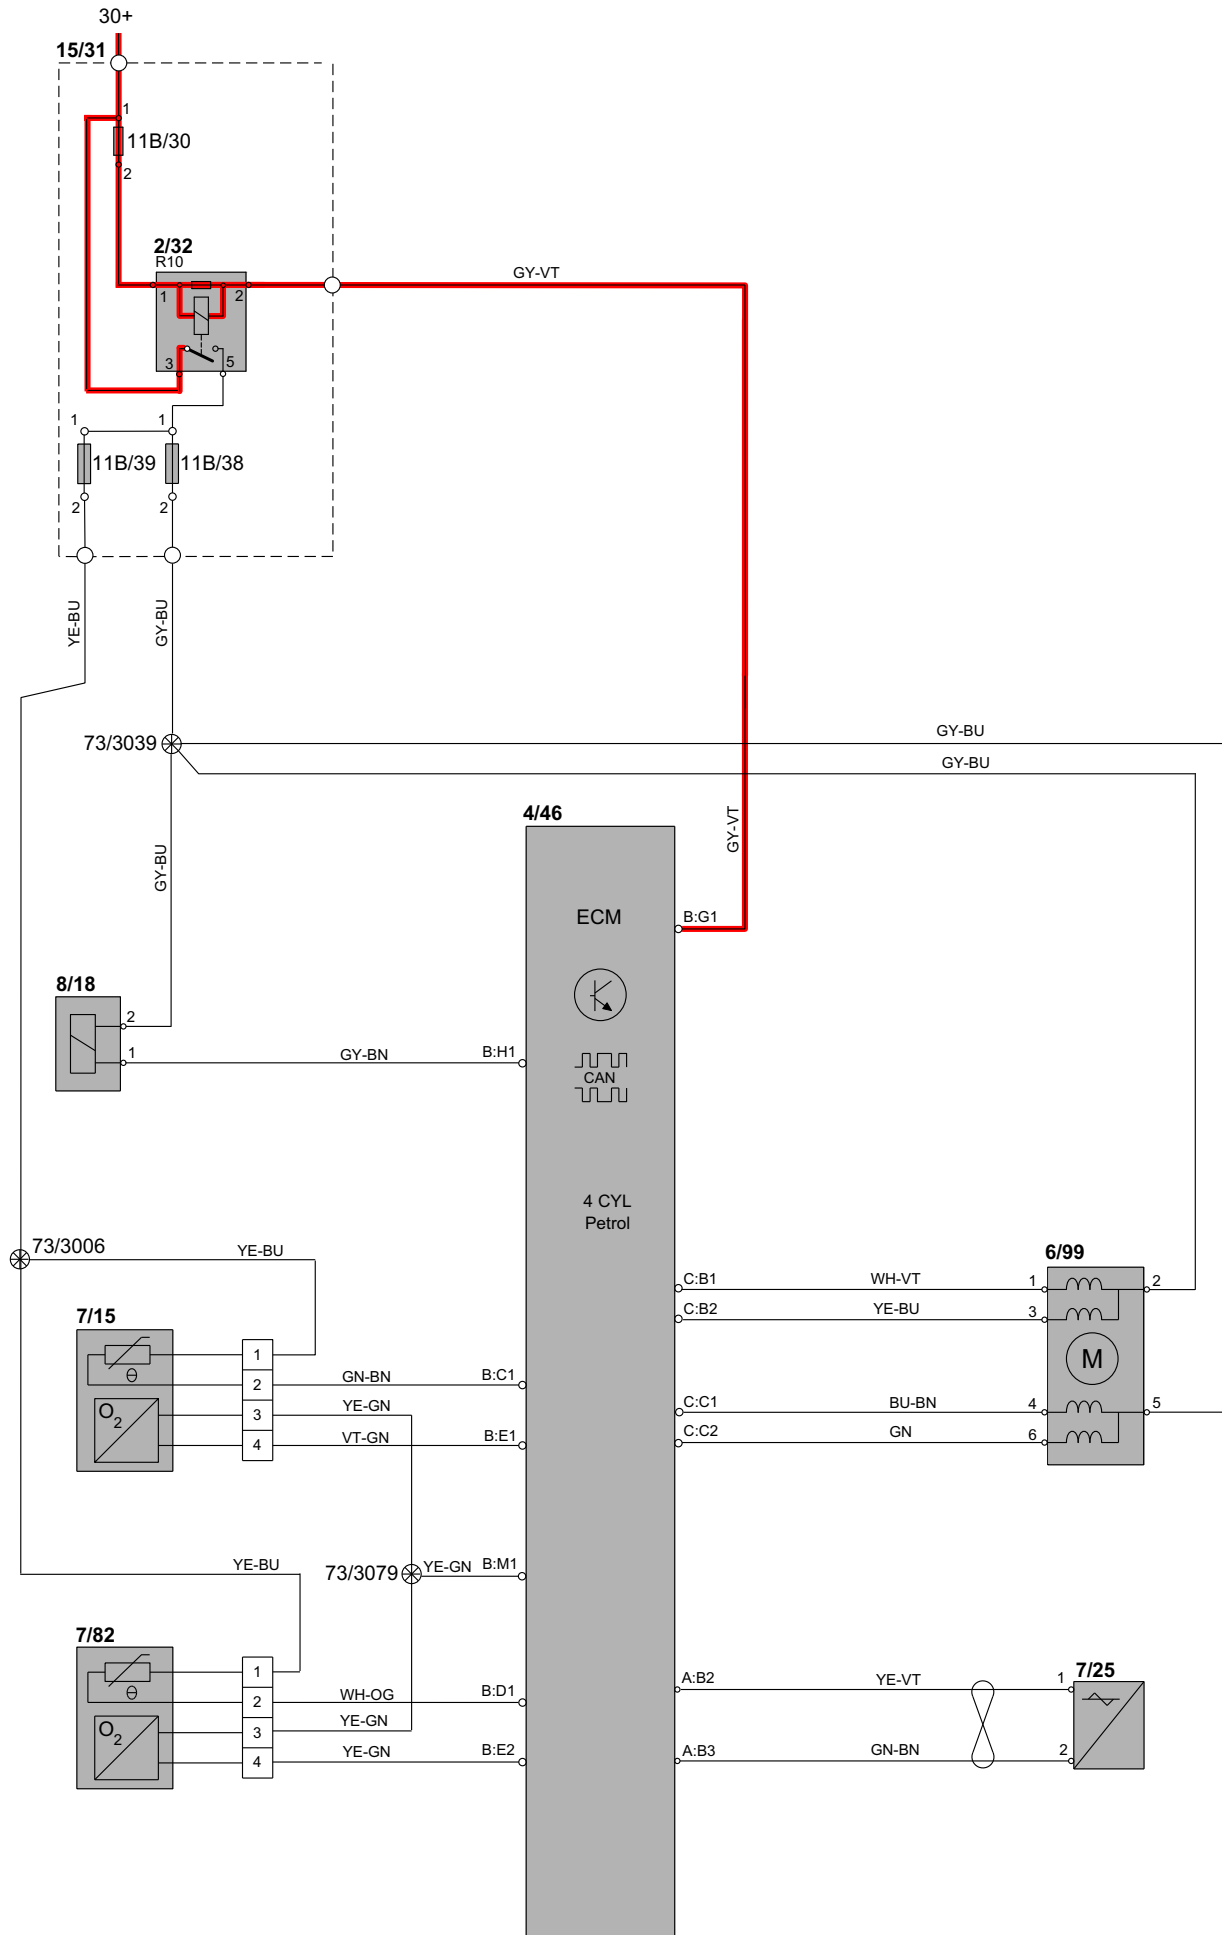 30+
15/31
1
11B/30
2
2/32
R10
1
2
GY-VT
3
5
1
1
11B/39
11B/38
2
2
YE-BU
GY-BU
73/3039
GY-BU
GY-BU
GY-VT
GY-BU
4/46
ECM
B:G1
8/18
2
1
GY-BN
B:H1
CAN
4 CYL
Petrol
73/3006
YE-BU
6/99
C:B1
WH-VT
1
2
C:B2
YE-BU
3
M
C:C1
BU-BN
4
5
C:C2
GN
6
7/15
1
θ
2
GN-BN
B:C1
O2
3
YE-GN
4
VT-GN
B:E1
YE-BU
73/3079
YE-GN
B:M1
7/82
1
θ
2
WH-OG
B:D1
O2
3
YE-GN
4
YE-GN
B:E2
A:B2
YE-VT
1
7/25
A:B3
GN-BN
2